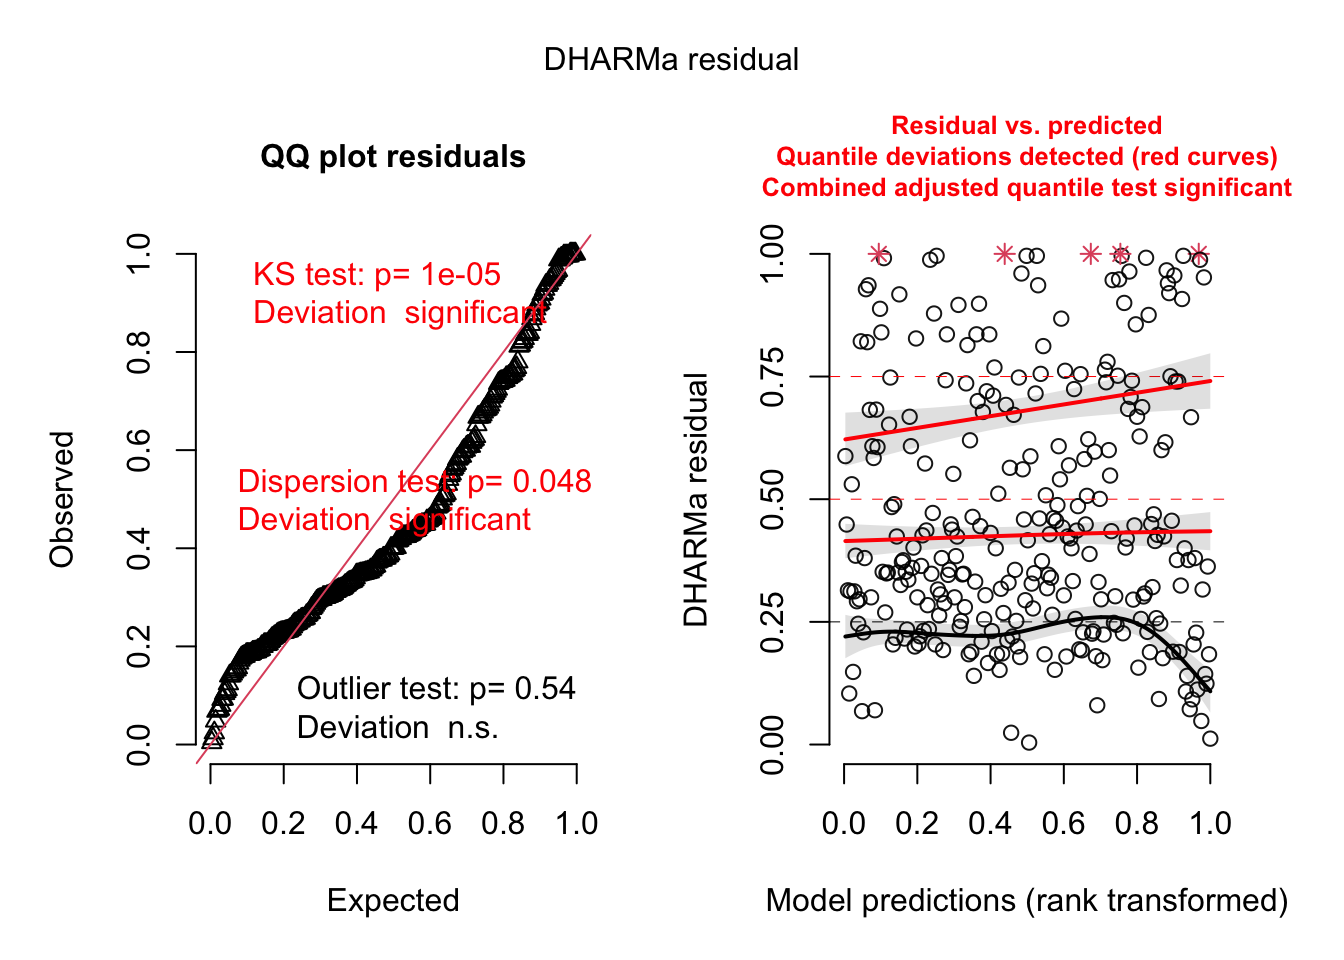 DHARMa residual
QQ plot residuals
KS test: p= 1e-05
Deviation  significant
Dispersion test: p= 0.048
Deviation  significant
Outlier test: p= 0.54
Deviation  n.s.
Observed
0.0
0.2
0.4
0.6
0.8
1.0
0.0 0.2 0.4 0.6 0.8 1.0
Expected
Residual vs. predicted
Quantile deviations detected (red curves)
Combined adjusted quantile test significant
DHARMa residual
0.00
0.25
0.50
0.75
1.00
0.0 0.2 0.4 0.6 0.8 1.0
Model predictions (rank transformed)